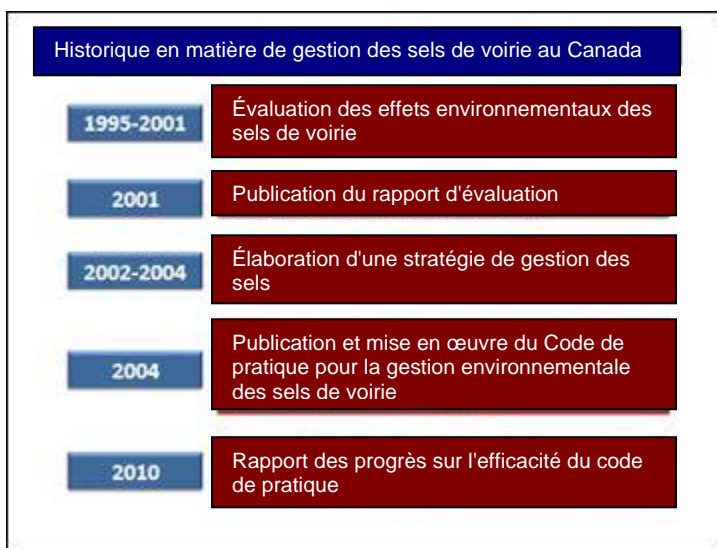 Historique en matière de gestion des sels de voirie au Canada
1995-2001
Évaluation des effets environnementaux des
sels de voirie
2001
Publication du rapport d'évaluation
2002-2004
Élaboration d'une stratégie de gestion des
sels
2004
Publication et mise en œuvre du Code de
pratique pour la gestion environnementale
des sels de voirie
2010
Rapport des progrès sur l'efficacité du code
de pratique